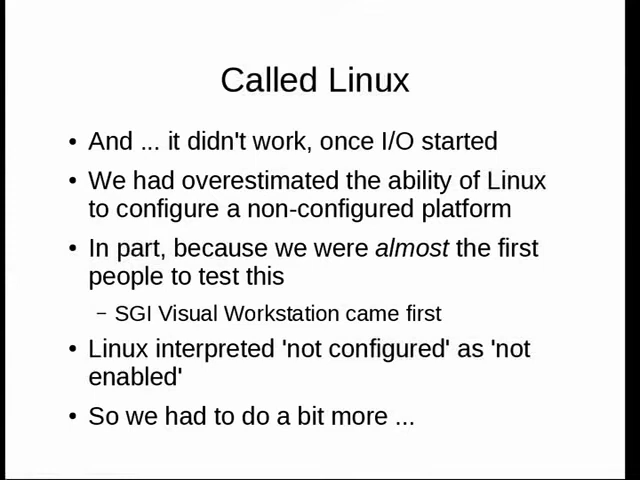 Called Linux
• And ... it didn't work, once I/O started
• We had overestimated the ability of Linux
to configure a non-configured platform
• In part, because we were almost the first
people to test this
– SGI Visual Workstation came first
• Linux interpreted 'not configured' as 'not
enabled'
• So we had to do a bit more ...